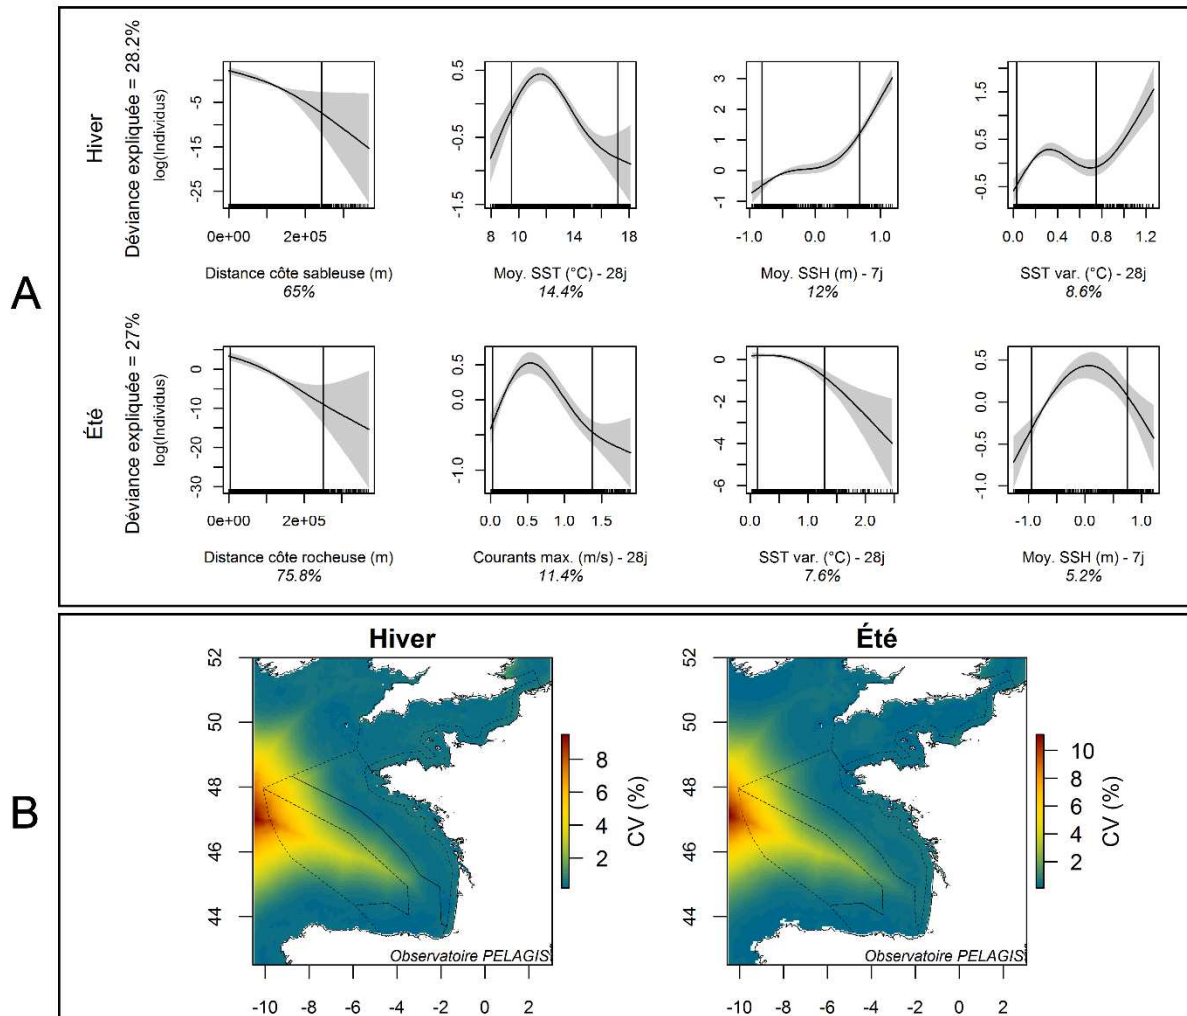 A
Hiver
Déviance expliquée = 28.2%
log(Individus)
-5
-15
-25
0e+00 2e+05
Distance côte sableuse (m)
65%
0.5
-0.5
-1.5
8 10 12 14 16 18
Moy. SST (°C) - 28j
14.4%
3
2
1
0
-1
-1.0 0.0 1.0
Moy. SSH (m) - 7j
12%
1.5
0.5
-0.5
0.0 0.4 0.8 1.2
SST var. (°C) - 28j
8.6%
Été
Déviance expliquée = 27%
log(Individus)
0
-10
-20
-30
0e+00 2e+05
Distance côte rocheuse (m)
75.8%
0.5
0.0
-1.0
0.0 0.5 1.0 1.5
Courants max. (m/s) - 28j
11.4%
0
-2
-4
-6
0.0 1.0 2.0
SST var. (°C) - 28j
7.6%
0.5
0.0
-0.5
-1.0
-1.0 0.0 1.0
Moy. SSH (m) - 7j
5.2%
B
Hiver
52
50
48
46
44
-10 -8 -6 -4 -2 0 2
Observatoire PELAGIS
8
6
4
2
CV (%)
Été
52
50
48
46
44
-10 -8 -6 -4 -2 0 2
Observatoire PELAGIS
10
8
6
4
2
CV (%)